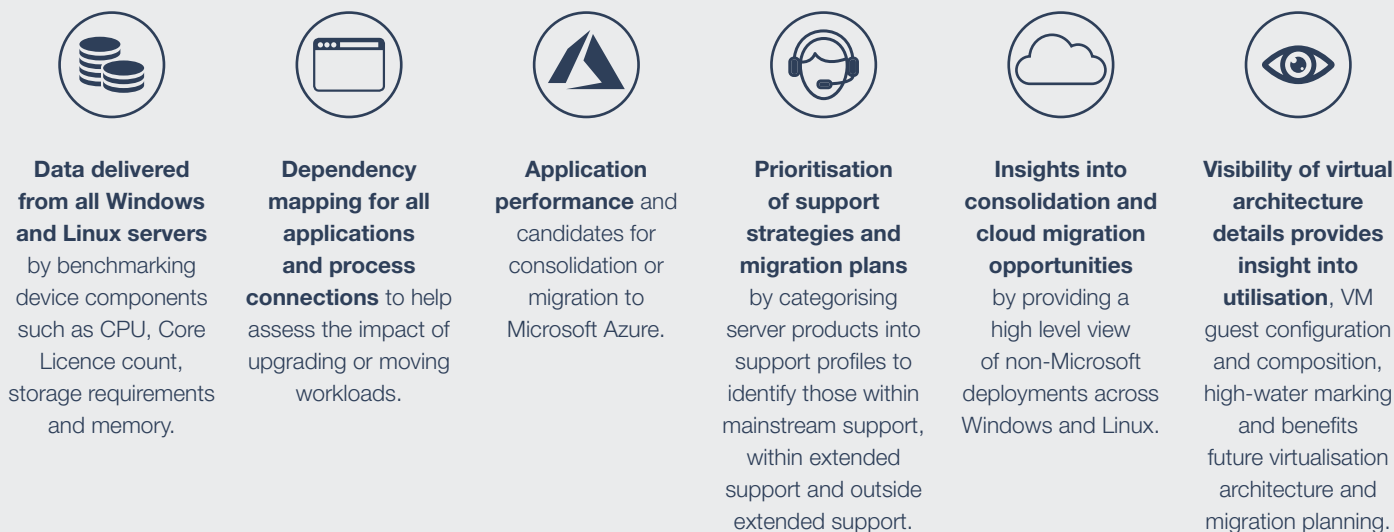 Data delivered
from all Windows
and Linux servers
by benchmarking
device components
such as CPU, Core
Licence count,
storage requirements
and memory.
Dependency
mapping for all
applications
and process
connections to help
assess the impact of
upgrading or moving
workloads.
Application
performance and
candidates for
consolidation or
migration to
Microsoft Azure.
Prioritisation
of support
strategies and
migration plans
by categorising
server products into
support profiles to
identify those within
mainstream support,
within extended
support and outside
extended support.
Insights into
consolidation and
cloud migration
opportunities
by providing a
high level view
of non-Microsoft
deployments across
Windows and Linux.
Visibility of virtual
architecture
details provides
insight into
utilisation, VM
guest configuration
and composition,
high-water marking
and benefits
future virtualisation
architecture and
migration planning.